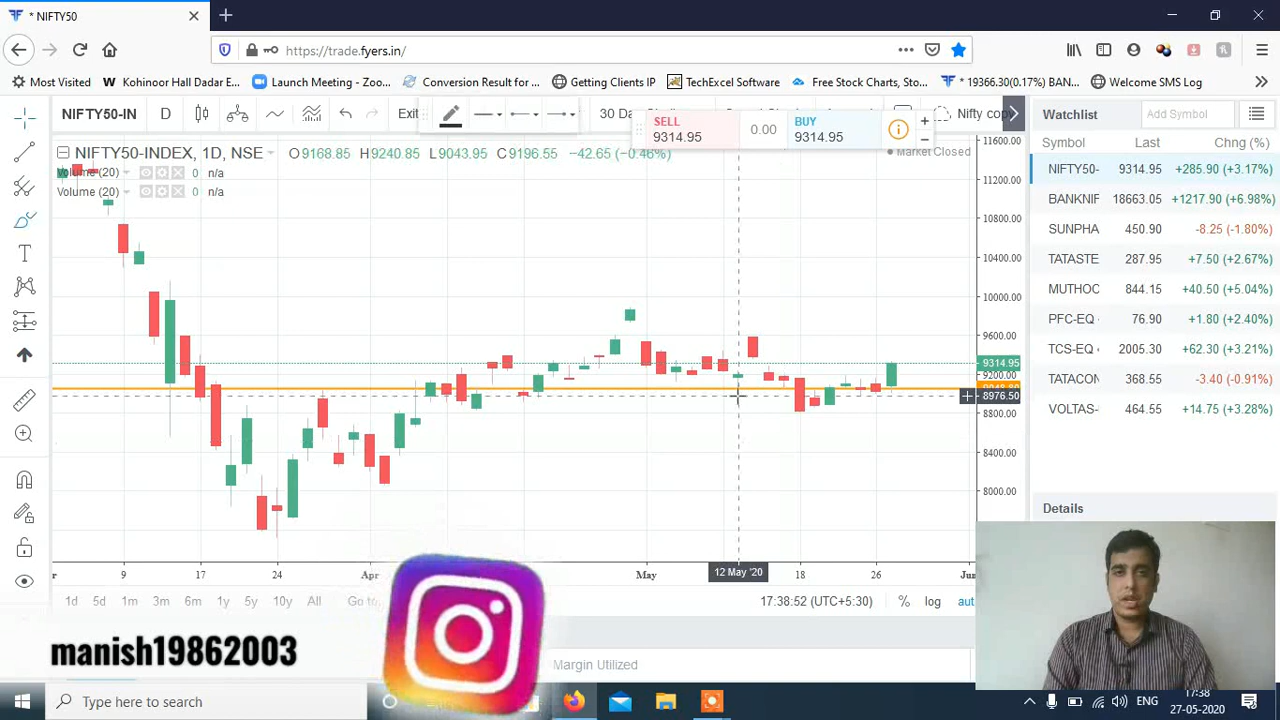 * NIFTY50
https://trade.fyers.in/
Most Visited
Kohinoor Hall Dadar E...
Launch Meeting - Zoo...
Conversion Result for ...
Getting Clients IP
TechExcel Software
Free Stock Charts, Sto...
* 19366.30(0.17%) BAN...
Welcome SMS Log
NIFTY50-IN
D
Exit
30 Da
Nifty cop
SELL
9314.95
0.00
BUY
9314.95
NIFTY50-INDEX, 1D, NSE
O9168.85 H9240.85 L9043.95 C9196.55 −42.65 (−0.46%)
Market Closed
Volume (20) 0 n/a
Volume (20) 0 n/a
11600.00
11200.00
10800.00
10400.00
10000.00
9600.00
9314.95
9200.00
8976.50
8800.00
8400.00
8000.00
9
17
24
Apr
May
12 May '20
18
26
Jun
1d 5d 1m 3m 6m 1y 5y 10y All Go to
17:38:52 (UTC+5:30)
% log aut
Watchlist
Add Symbol
Symbol Last Chng (%)
NIFTY50- 9314.95 +285.90 (+3.17%)
BANKNIF 18663.05 +1217.90 (+6.98%)
SUNPHA 450.90 -8.25 (-1.80%)
TATASTE 287.95 +7.50 (+2.67%)
MUTHOO 844.15 +40.50 (+5.04%)
PFC-EQ 76.90 +1.80 (+2.40%)
TCS-EQ 2005.30 +62.30 (+3.21%)
TATACON 368.55 -3.40 (-0.91%)
VOLTAS- 464.55 +14.75 (+3.28%)
Details
manish19862003
Margin Utilized
Type here to search
ENG
17:38
27-05-2020